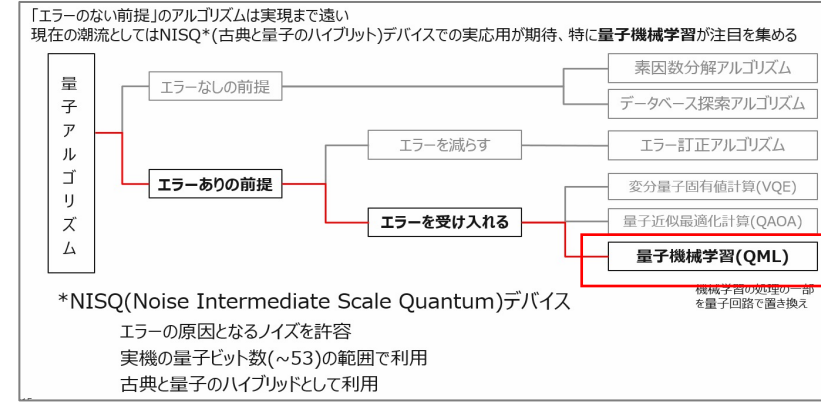 「エラーのない前提」のアルゴリズムは実現まで遠い
現在の潮流としてはNISQ*(古典と量子のハイブリット)デバイスでの実応用が期待、特に量子機械学習が注目を集める
量子アルゴリズム
エラーなしの前提
素因数分解アルゴリズム
データベース探索アルゴリズム
エラーありの前提
エラーを減らす
エラー訂正アルゴリズム
エラーを受け入れる
変分量子固有値計算(VQE)
量子近似最適化計算(QAOA)
量子機械学習(QML)
機械学習の処理の一部
を量子回路で置き換え
*NISQ(Noise Intermediate Scale Quantum)デバイス
エラーの原因となるノイズを許容
実機の量子ビット数(~53)の範囲で利用
古典と量子のハイブリッドとして利用